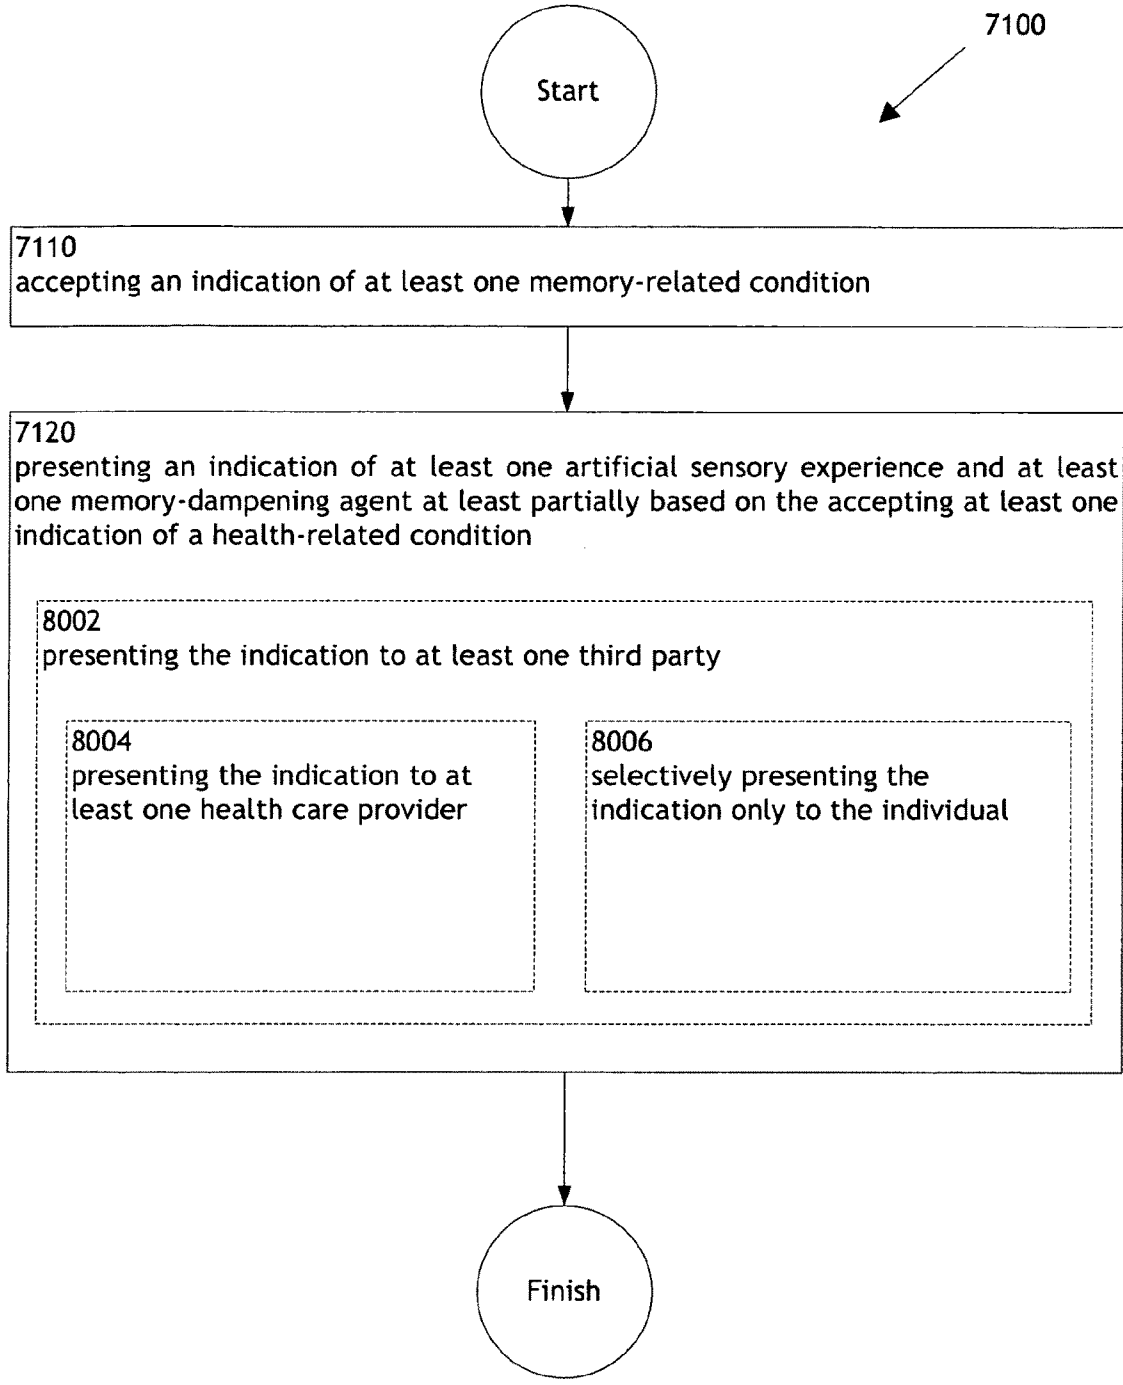 7100
Start
7110
accepting an indication of at least one memory-related condition
7120
presenting an indication of at least one artificial sensory experience and at least
one memory-dampening agent at least partially based on the accepting at least one
indication of a health-related condition
8002
presenting the indication to at least one third party
8004
presenting the indication to at
least one health care provider
8006
selectively presenting the
indication only to the individual
Finish